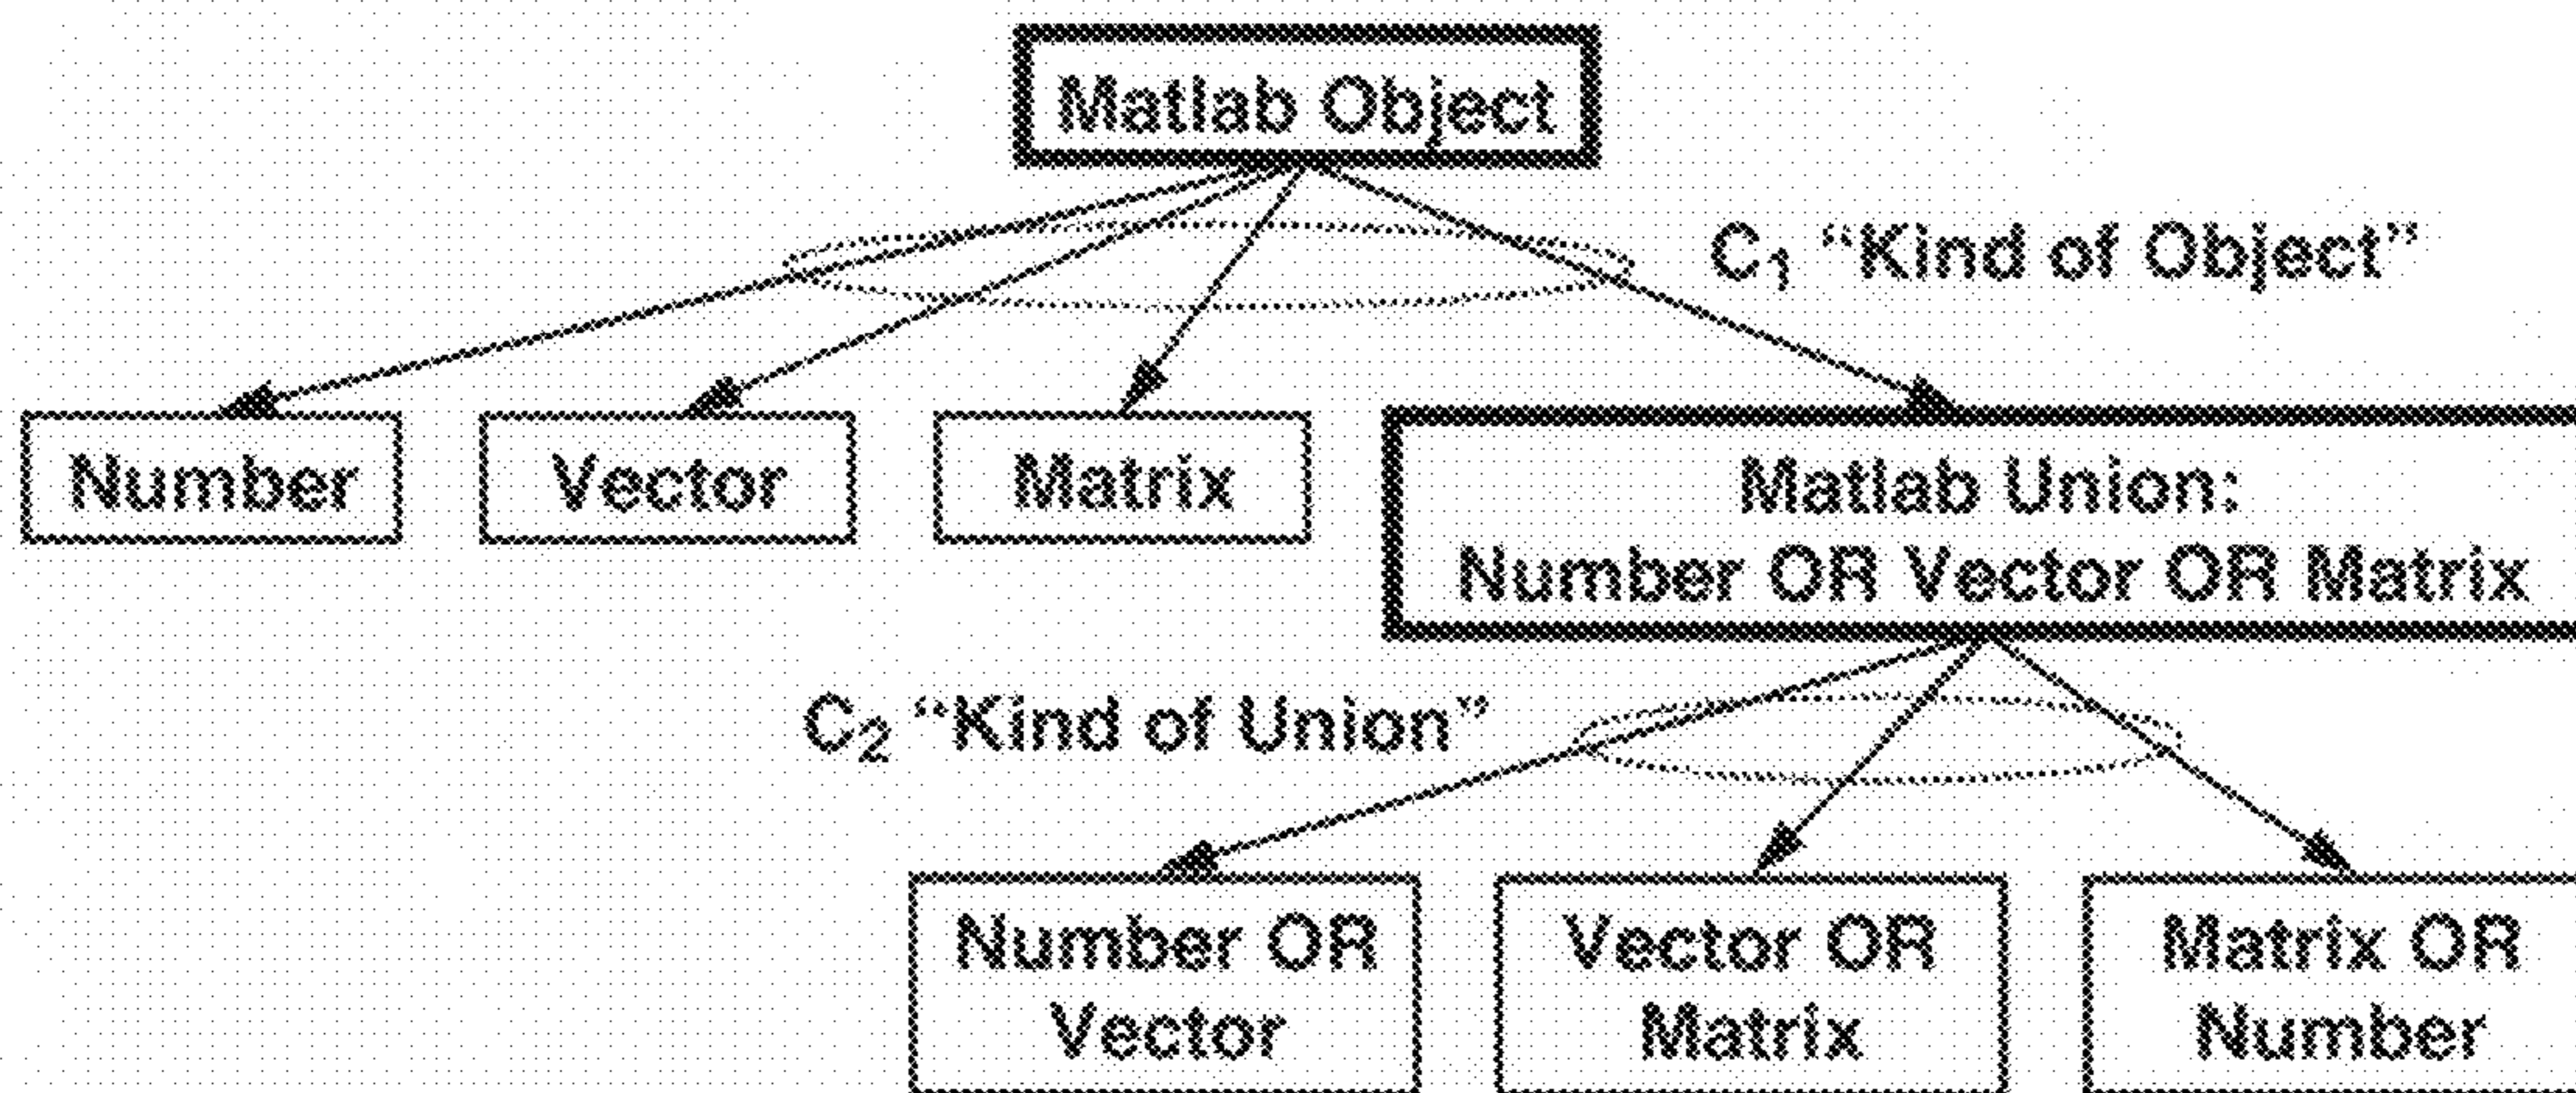 Matlab Object
C₁ “Kind of Object”
Number
Vector
Matrix
Matlab Union:
Number OR Vector OR Matrix
C₂ “Kind of Union”
Number OR
Vector
Vector OR
Matrix
Matrix OR
Number